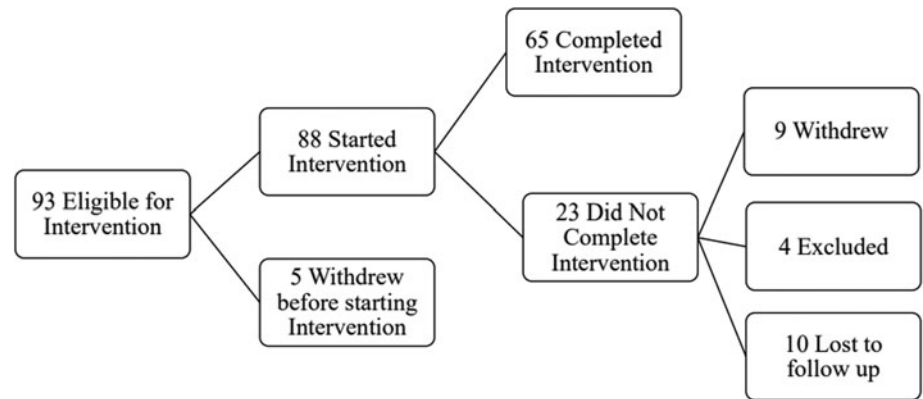 93 Eligible for
Intervention
88 Started
Intervention
5 Withdrew
before starting
Intervention
65 Completed
Intervention
23 Did Not
Complete
Intervention
9 Withdrew
4 Excluded
10 Lost to
follow up